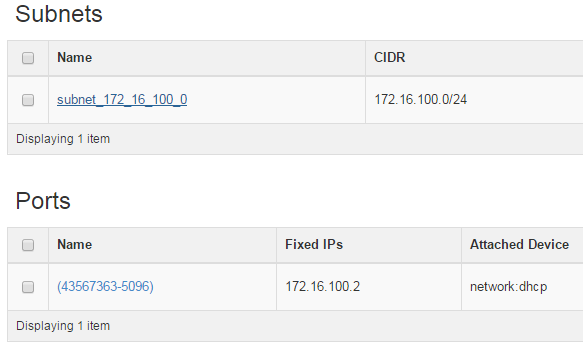 Subnets
Name CIDR
subnet_172_16_100_0 172.16.100.0/24
Displaying 1 item
Ports
Name Fixed IPs Attached Device
(43567363-5096) 172.16.100.2 network:dhcp
Displaying 1 item